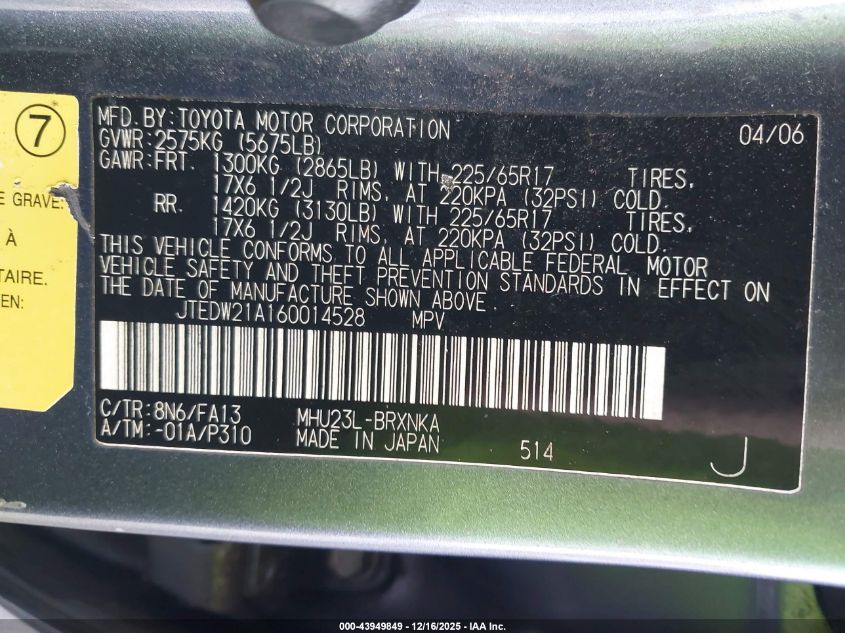 7
E GRAVE
À
TAIRE.
EN:
MFD. BY: TOYOTA MOTOR CORPORATION 04/06
GVWR: 2575KG (5675LB)
GAWR: FRT. 1300KG (2865LB) WITH 225/65R17 TIRES,
17X6 1/2J RIMS, AT 220KPA (32PSI) COLD.
RR. 1420KG (3130LB) WITH 225/65R17 TIRES,
17X6 1/2J RIMS, AT 220KPA (32PSI) COLD.
THIS VEHICLE CONFORMS TO ALL APPLICABLE FEDERAL MOTOR
VEHICLE SAFETY AND THEFT PREVENTION STANDARDS IN EFFECT ON
THE DATE OF MANUFACTURE SHOWN ABOVE.
JTEDW21A160014528 MPV
C/TR: 8N6/FA13 MHU23L-BRXNKA
A/TM: -01A/P310 MADE IN JAPAN 514 J
000-43949849 - 12/16/2025 - IAA Inc.